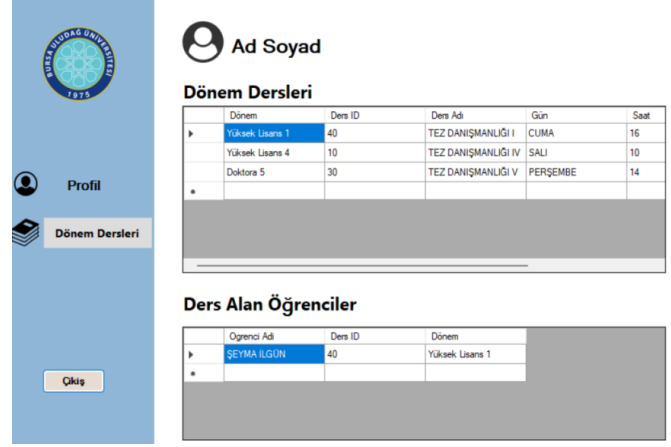 BURSA ULUDAĞ ÜNİVERSİTESİ
1975
Ad Soyad
Profil
Dönem Dersleri
Çikiş
Dönem Dersleri
Dönem Ders ID Ders Adı Gün Saat
Yüksek Lisans 1 40 TEZ DANIŞMANLIĞI I CUMA 16
Yüksek Lisans 4 10 TEZ DANIŞMANLIĞI IV SALI 10
Doktora 5 30 TEZ DANIŞMANLIĞI V PERŞEMBE 14
Ders Alan Öğrenciler
Ogrenci Adi Ders ID Dönem
ŞEYMA İLGÜN 40 Yüksek Lisans 1